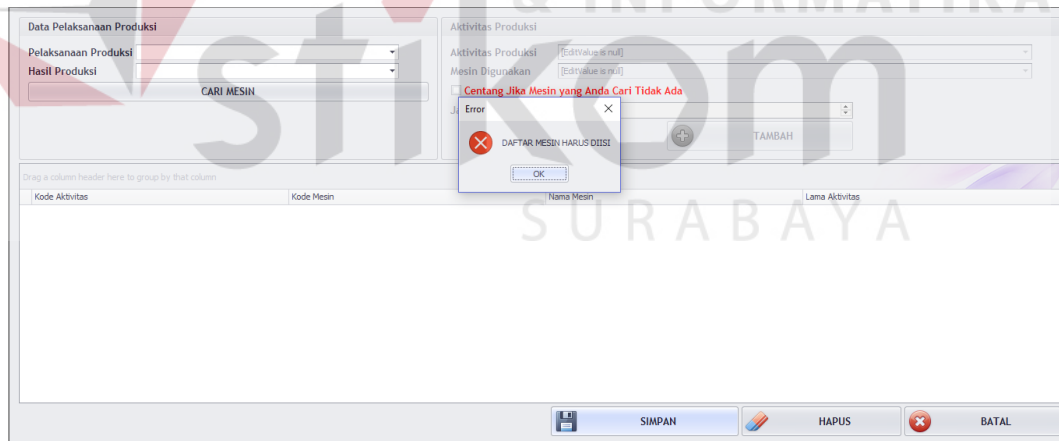 & INFORMATIKA
stikom
SURABAYA
Data Pelaksanaan Produksi
Pelaksanaan Produksi
Hasil Produksi
CARI MESIN
Aktivitas Produksi
Aktivitas Produksi [EditValue is null]
Mesin Digunakan [EditValue is null]
Centang Jika Mesin yang Anda Cari Tidak Ada
Error
DAFTAR MESIN HARUS DIISI
OK
TAMBAH
Drag a column header here to group by that column
Kode Aktivitas Kode Mesin Nama Mesin Lama Aktivitas
SIMPAN HAPUS BATAL